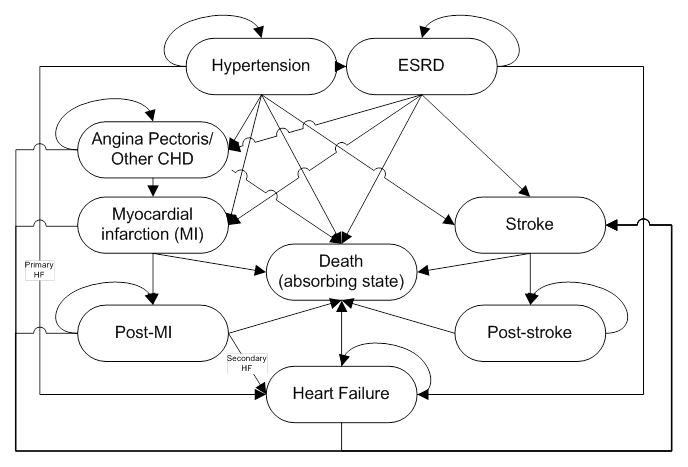 Hypertension
ESRD
Angina Pectoris/
Other CHD
Myocardial
infarction (MI)
Stroke
Death
(absorbing state)
Primary
HF
Post-MI
Post-stroke
Secondary
HF
Heart Failure